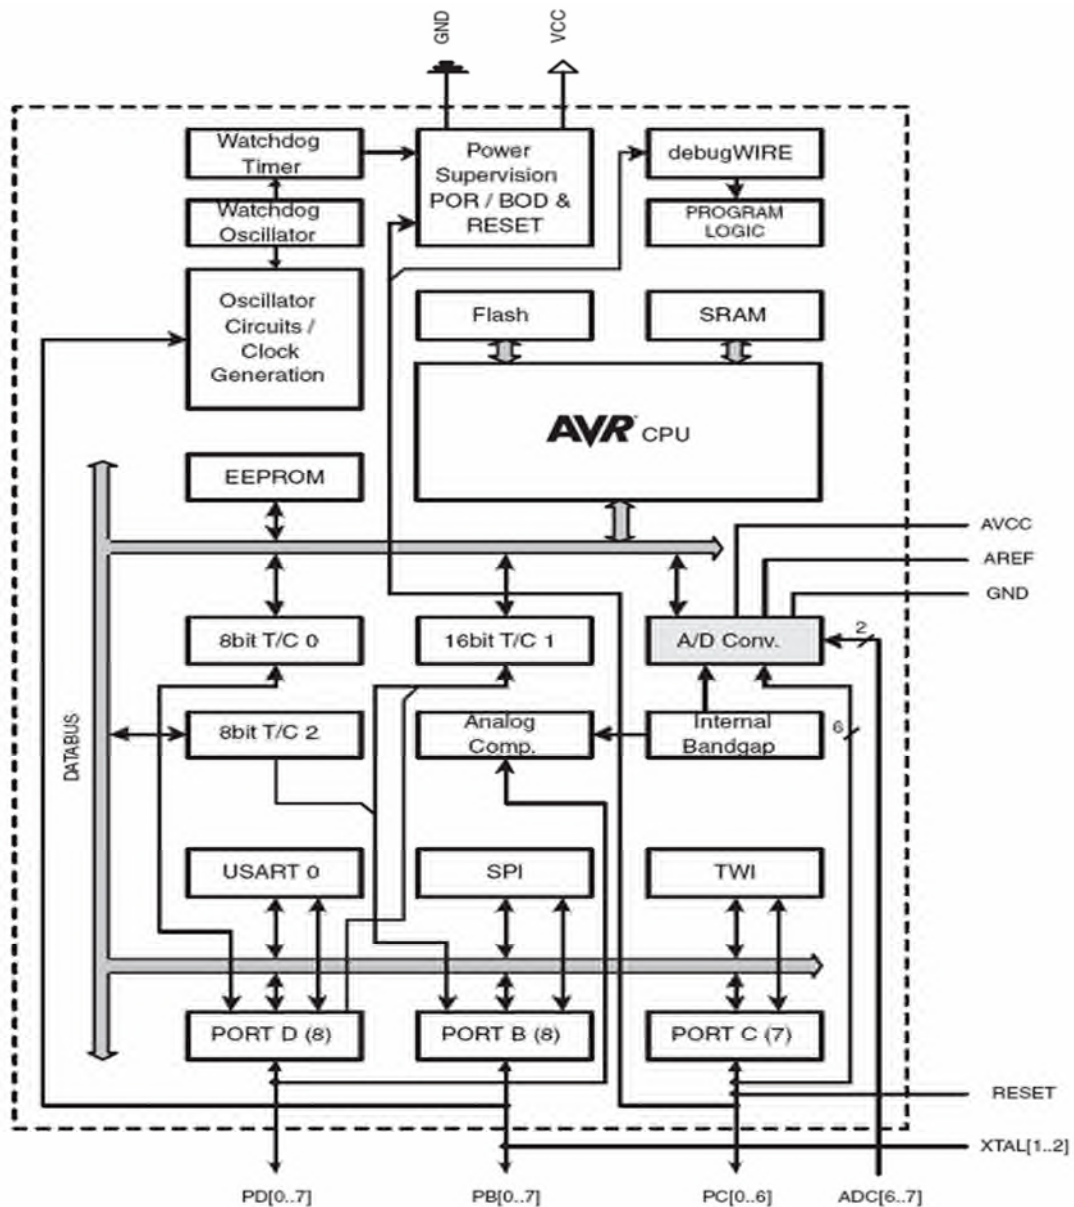 GND
VCC
Watchdog
Timer
Power
Supervision
POR / BOD &
RESET
debugWIRE
Watchdog
Oscillator
PROGRAM
LOGIC
Oscillator
Circuits /
Clock
Generation
Flash
SRAM
AVR CPU
EEPROM
AVCC
AREF
GND
8bit T/C 0
16bit T/C 1
A/D Conv.
2
8bit T/C 2
Analog
Comp.
Internal
Bandgap
6
DATABUS
USART 0
SPI
TWI
PORT D (8)
PORT B (8)
PORT C (7)
RESET
XTAL[1..2]
PD[0..7]
PB[0..7]
PC[0..6]
ADC[6..7]